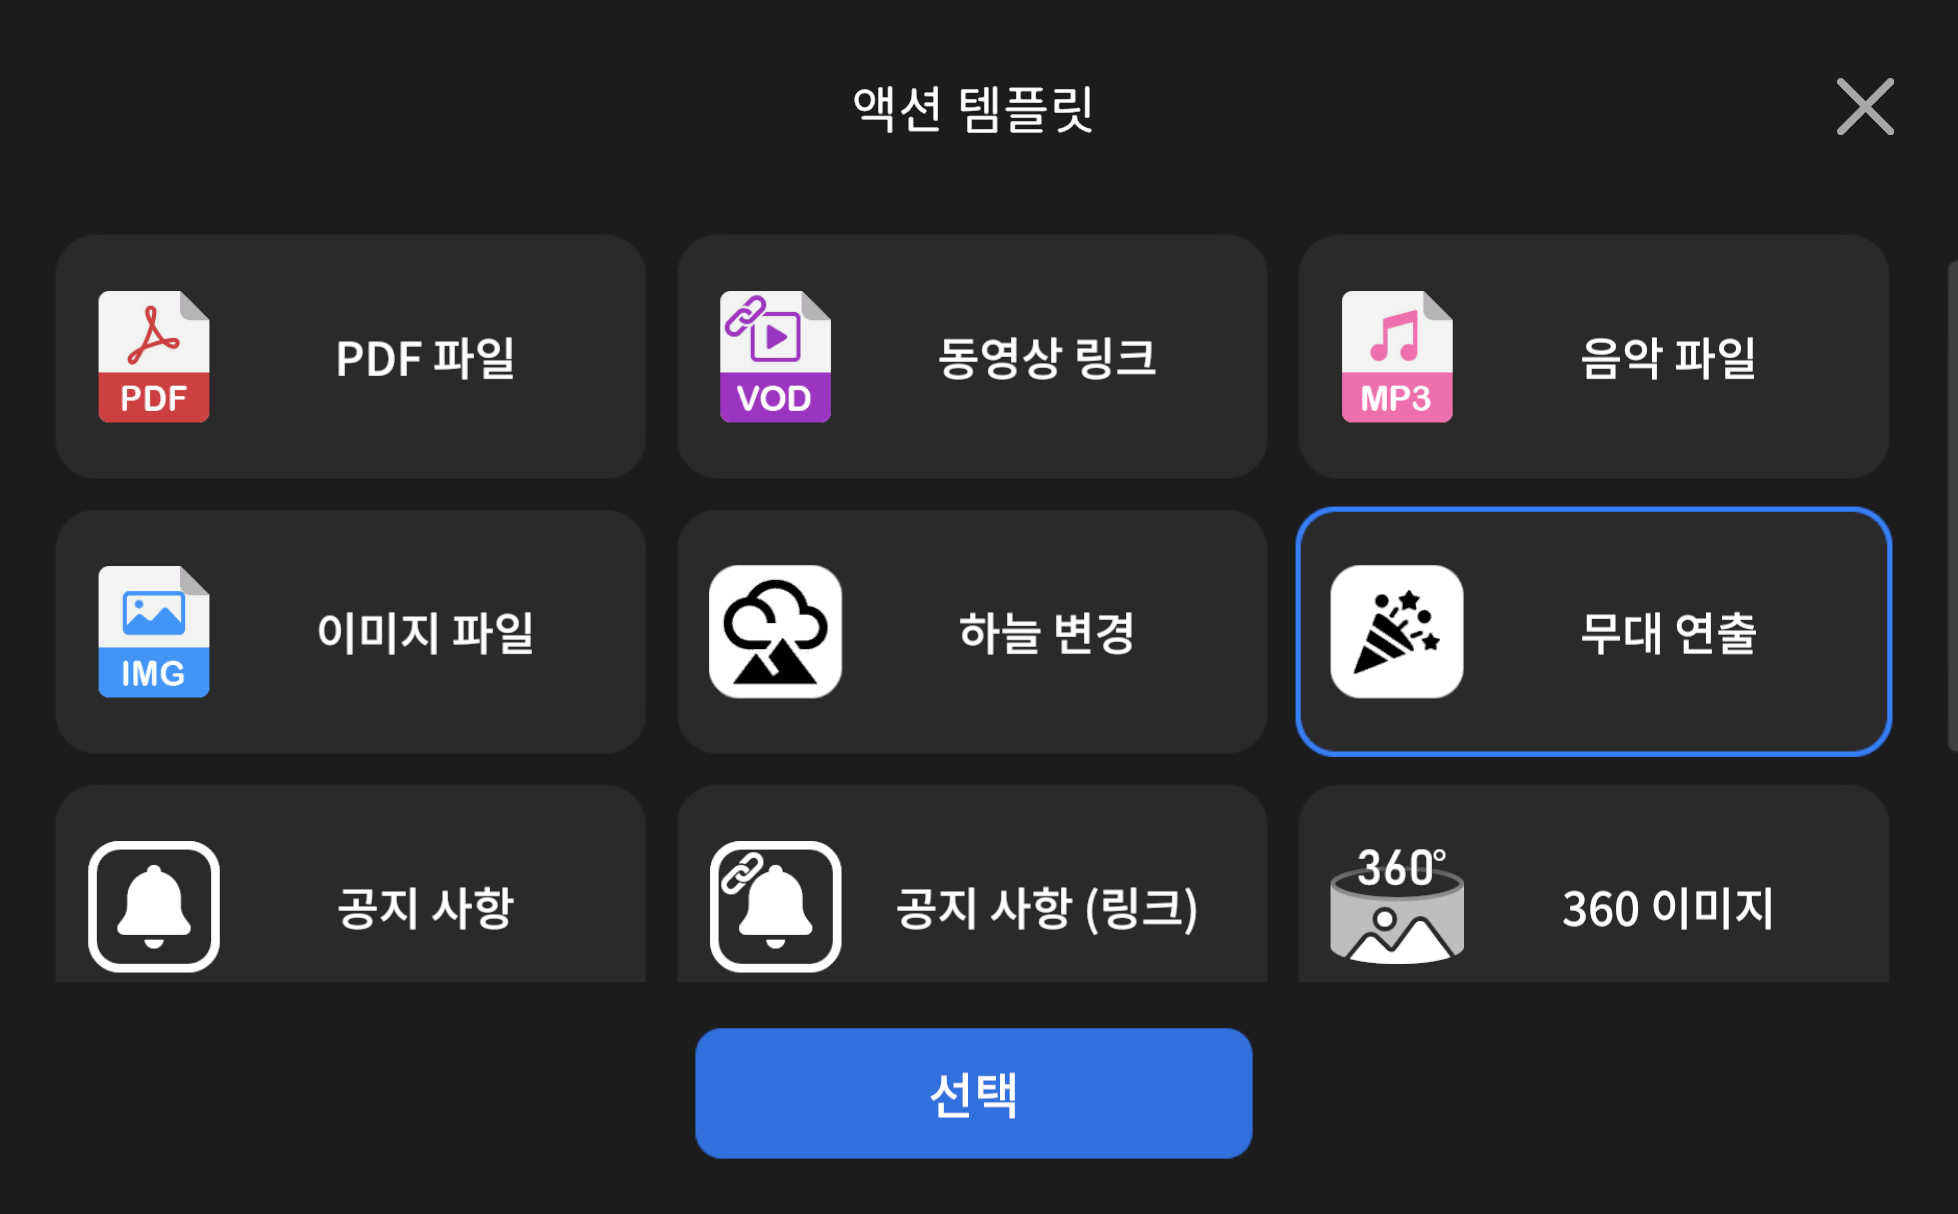 액션 템플릿
PDF
PDF 파일
VOD
동영상 링크
MP3
음악 파일
IMG
이미지 파일
하늘 변경
무대 연출
공지 사항
공지 사항 (링크)
360°
360 이미지
선택